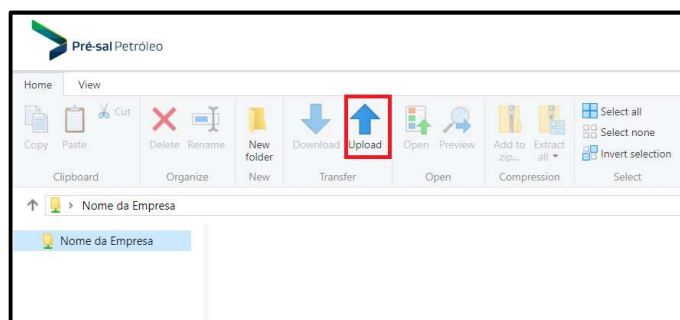 Pré-sal Petróleo
Home View
Copy Paste Cut Delete Rename New folder Download Upload Open Preview Add to zip... Extract all Select all
Select none
Invert selection
Clipboard Organize New Transfer Open Compression Select
Nome da Empresa
Nome da Empresa